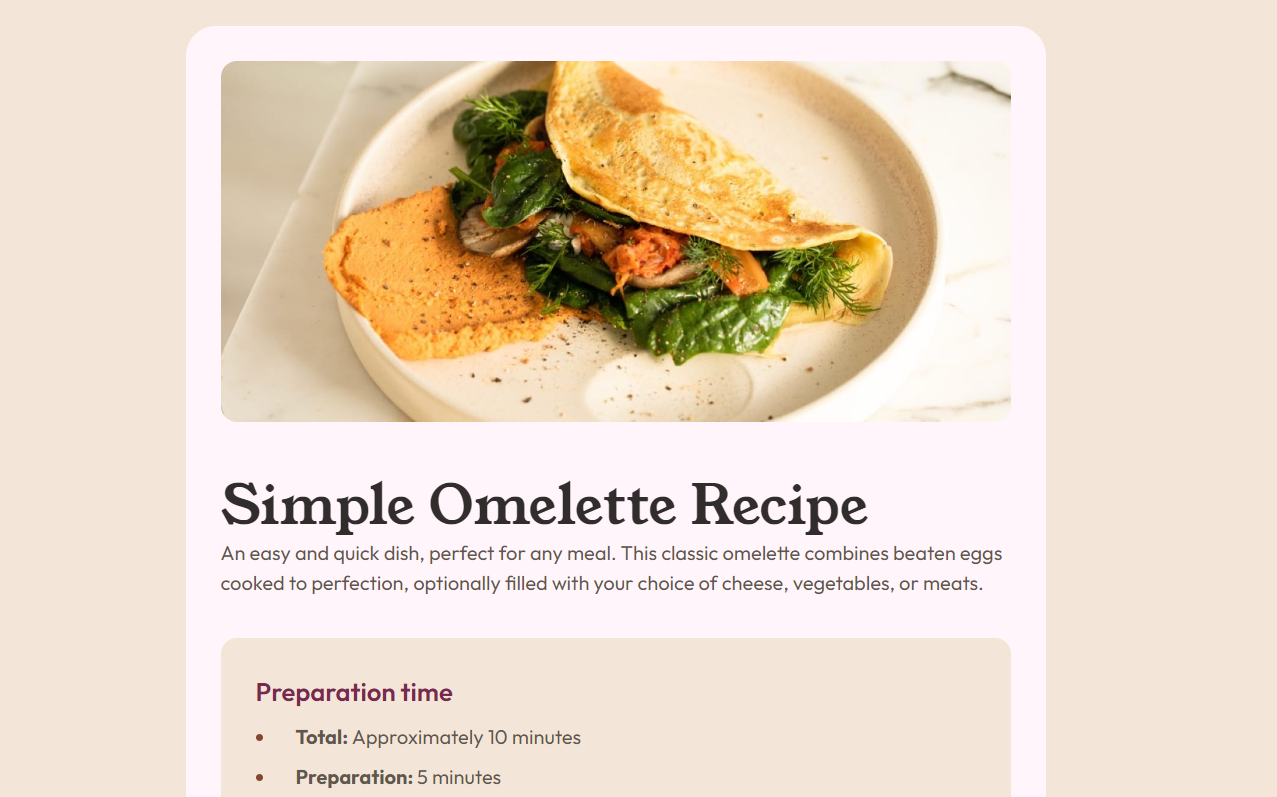 Simple Omelette Recipe
An easy and quick dish, perfect for any meal. This classic omelette combines beaten eggs
cooked to perfection, optionally filled with your choice of cheese, vegetables, or meats.
Preparation time
Total: Approximately 10 minutes
Preparation: 5 minutes